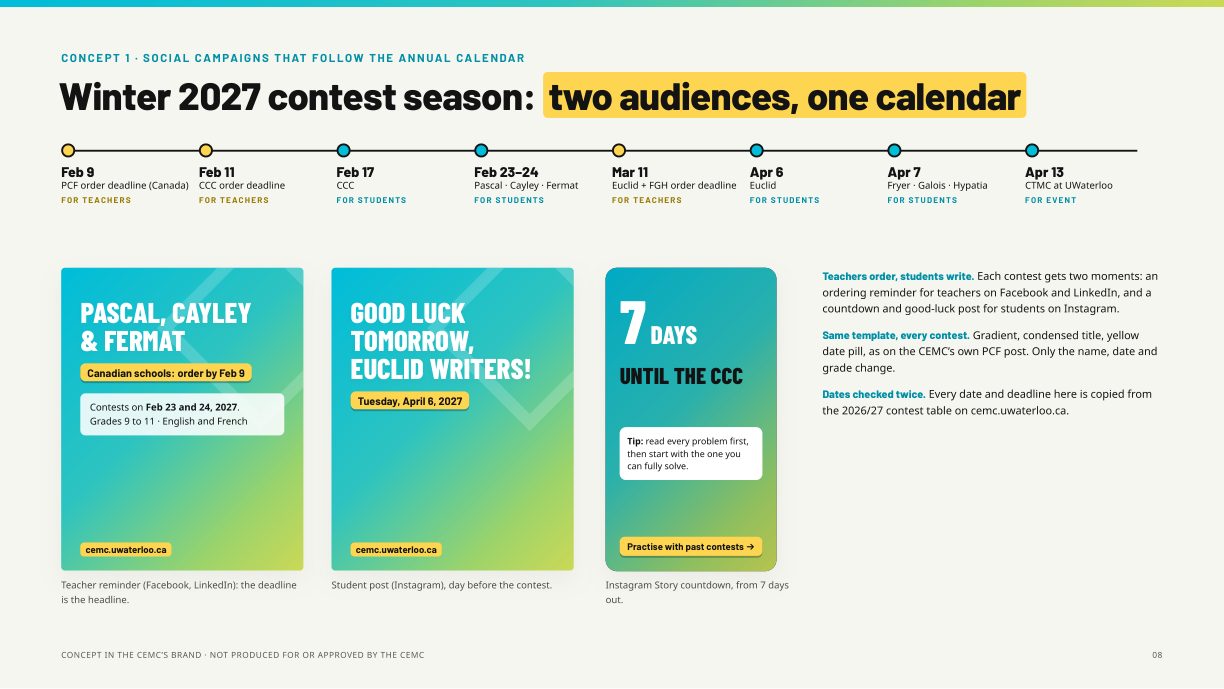 CONCEPT 1 · SOCIAL CAMPAIGNS THAT FOLLOW THE ANNUAL CALENDAR
Winter 2027 contest season: two audiences, one calendar
Feb 9
PCF order deadline (Canada)
FOR TEACHERS
Feb 11
CCC order deadline
FOR TEACHERS
Feb 17
CCC
FOR STUDENTS
Feb 23–24
Pascal · Cayley · Fermat
FOR STUDENTS
Mar 11
Euclid + FGH order deadline
FOR TEACHERS
Apr 6
Euclid
FOR STUDENTS
Apr 7
Fryer · Galois · Hypatia
FOR STUDENTS
Apr 13
CTMC at UWaterloo
FOR EVENT
PASCAL, CAYLEY
& FERMAT
Canadian schools: order by Feb 9
Contests on Feb 23 and 24, 2027.
Grades 9 to 11 · English and French
cemc.uwaterloo.ca
Teacher reminder (Facebook, LinkedIn): the deadline
is the headline.
GOOD LUCK
TOMORROW,
EUCLID WRITERS!
Tuesday, April 6, 2027
cemc.uwaterloo.ca
Student post (Instagram), day before the contest.
7 DAYS
UNTIL THE CCC
Tip: read every problem first,
then start with the one you
can fully solve.
Practise with past contests →
Instagram Story countdown, from 7 days
out.
Teachers order, students write. Each contest gets two moments: an
ordering reminder for teachers on Facebook and LinkedIn, and a
countdown and good-luck post for students on Instagram.
Same template, every contest. Gradient, condensed title, yellow
date pill, as on the CEMC's own PCF post. Only the name, date and
grade change.
Dates checked twice. Every date and deadline here is copied from
the 2026/27 contest table on cemc.uwaterloo.ca.
CONCEPT IN THE CEMC'S BRAND · NOT PRODUCED FOR OR APPROVED BY THE CEMC
08